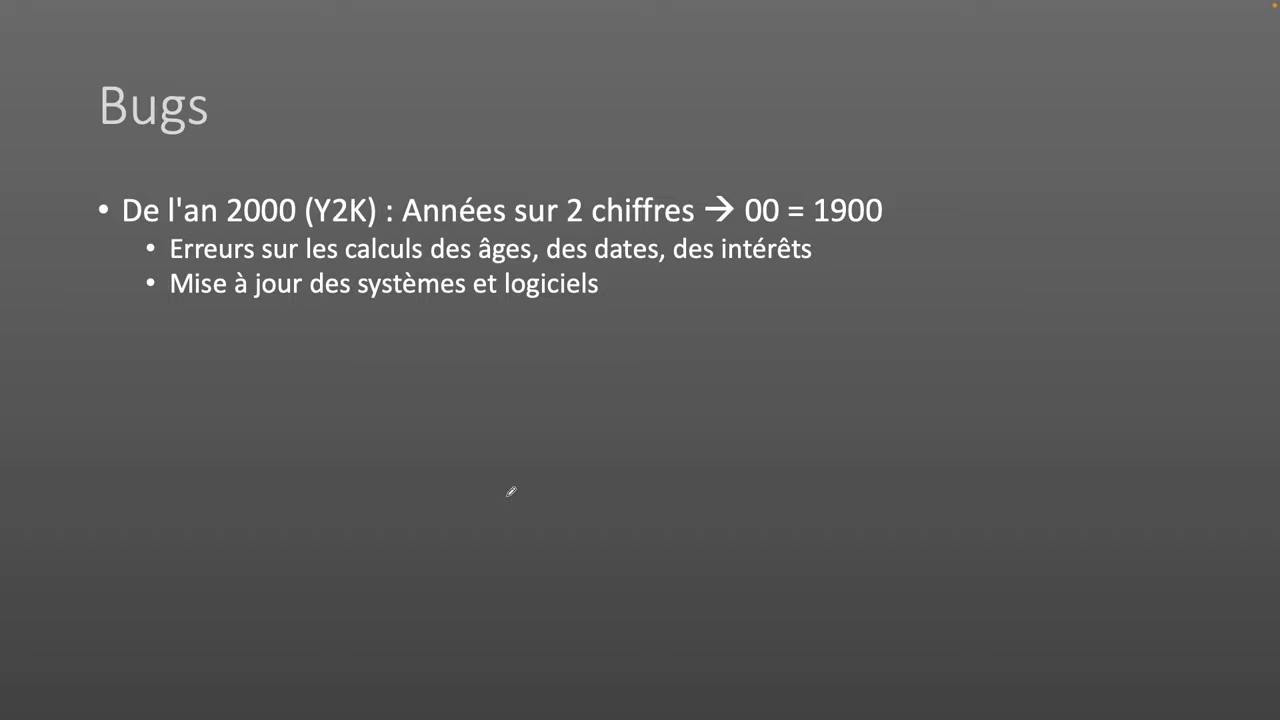 Bugs
• De l'an 2000 (Y2K) : Années sur 2 chiffres → 00 = 1900
• Erreurs sur les calculs des âges, des dates, des intérêts
• Mise à jour des systèmes et logiciels